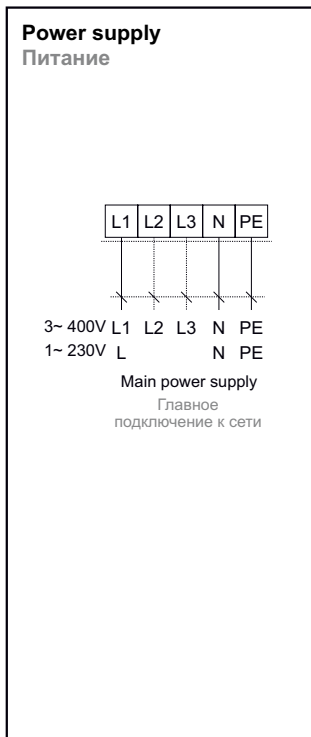 Power supply
Питание
L1 L2 L3 N PE
3~ 400V L1 L2 L3 N PE
1~ 230V L N PE
Main power supply
Главное
подключение к сети